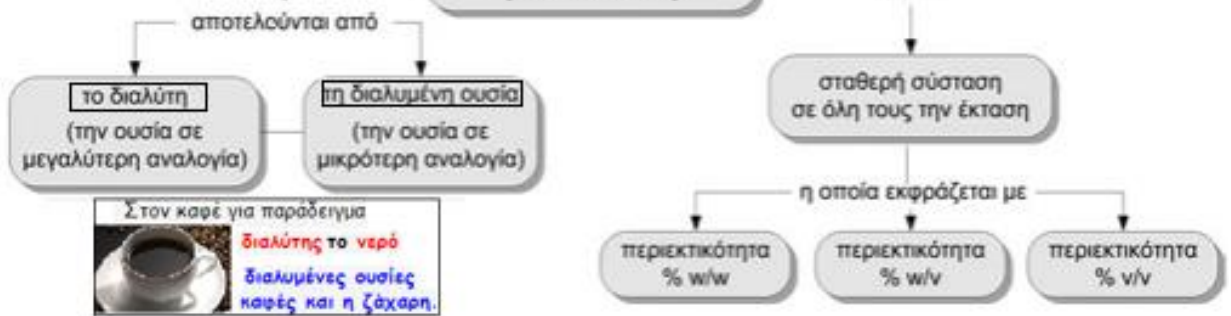 αποτελούνται από
το διαλύτη
(την ουσία σε
μεγαλύτερη αναλογία)
τη διαλυμένη ουσία
(την ουσία σε
μικρότερη αναλογία)
Στον καφέ για παράδειγμα
διαλύτης το νερό
διαλυμένες ουσίες
καφές και η ζάχαρη.
σταθερή σύσταση
σε όλη τους την έκταση
η οποία εκφράζεται με
περιεκτικότητα
% w/w
περιεκτικότητα
% w/v
περιεκτικότητα
% v/v